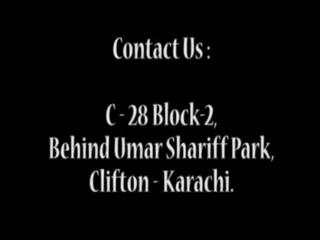 Contact Us :
C - 28 Block-2,
Behind Umar Shariff Park,
Clifton - Karachi.